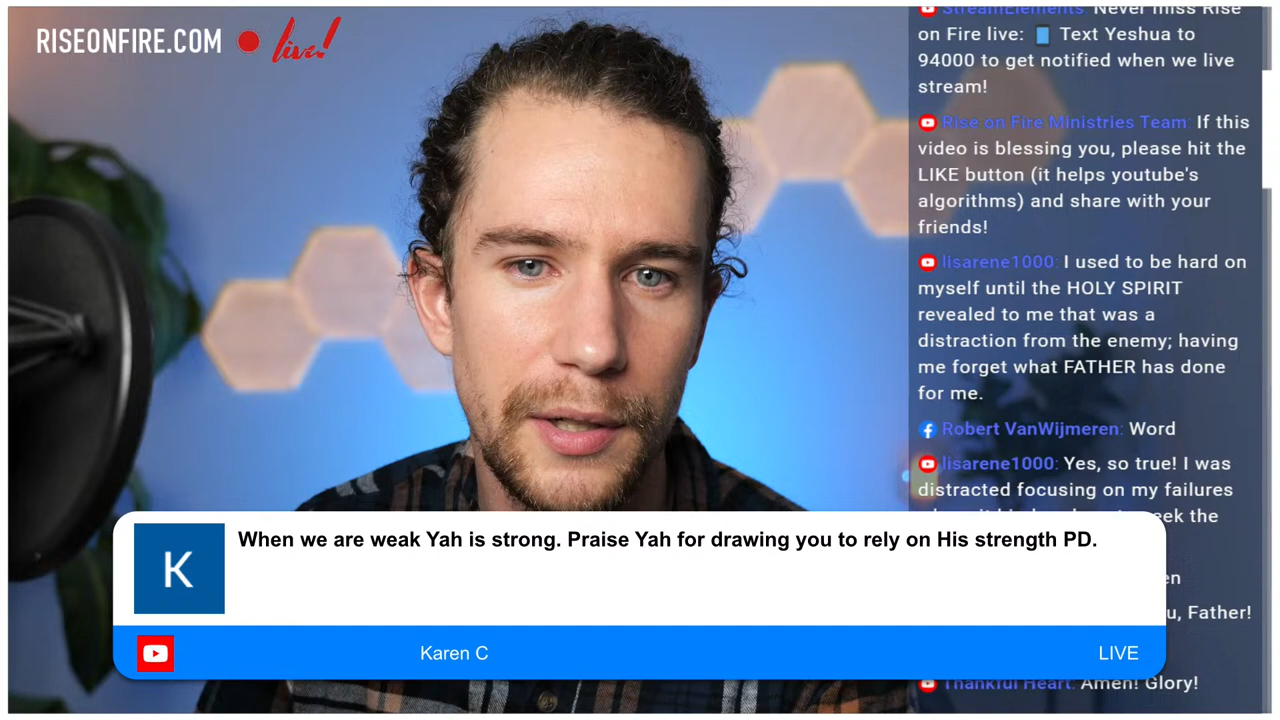 RISEONFIRE.COM live!
StreamElements: Never miss Rise
on Fire live: Text Yeshua to
94000 to get notified when we live
stream!
Rise on Fire Ministries Team: If this
video is blessing you, please hit the
LIKE button (it helps youtube's
algorithms) and share with your
friends!
lisarene1000: I used to be hard on
myself until the HOLY SPIRIT
revealed to me that was a
distraction from the enemy; having
me forget what FATHER has done
for me.
Robert VanWijmeren: Word
lisarene1000: Yes, so true! I was
distracted focusing on my failures
the
u, Father!
Thankful Heart: Amen! Glory!
When we are weak Yah is strong. Praise Yah for drawing you to rely on His strength PD.
K
Karen C LIVE